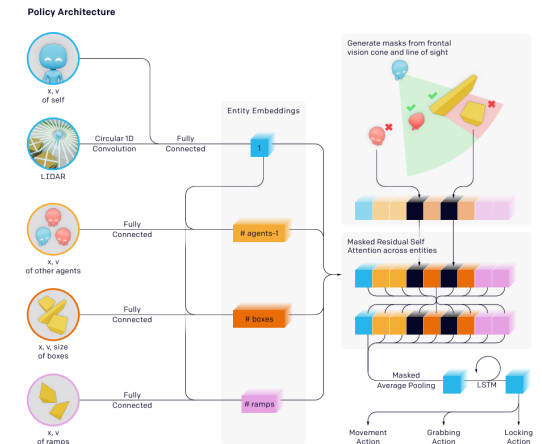 Policy Architecture
x, v
of self
LIDAR
Circular 1D
Convolution
Fully
Connected
x, v
of other agents
Fully
Connected
x, v, size
of boxes
Fully
Connected
x, v
of ramps
Fully
Connected
Entity Embeddings
1
# agents-1
# boxes
# ramps
Generate masks from frontal
vision cone and line of sight
Masked Residual Self
Attention across entities
Masked
Average Pooling
LSTM
Movement
Action
Grabbing
Action
Locking
Action